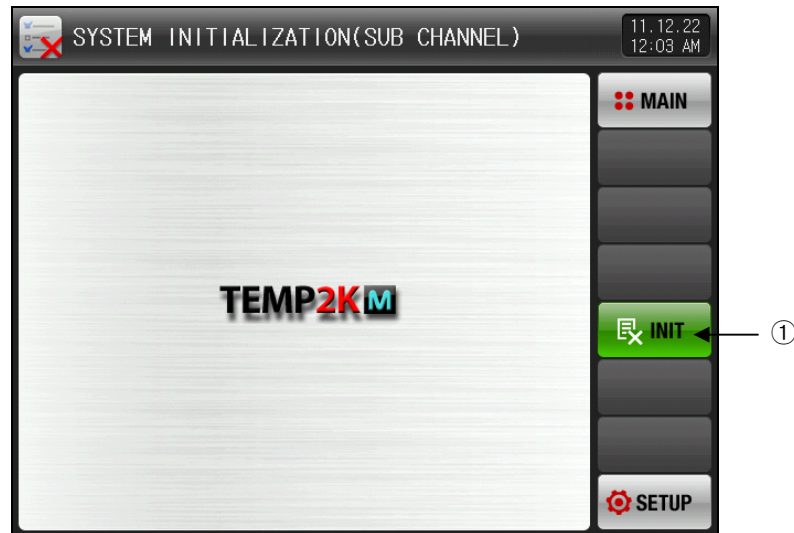 SYSTEM INITIALIZATION(SUB CHANNEL)
11.12.22
12:03 AM
MAIN
TEMP2KM
INIT
①
SETUP